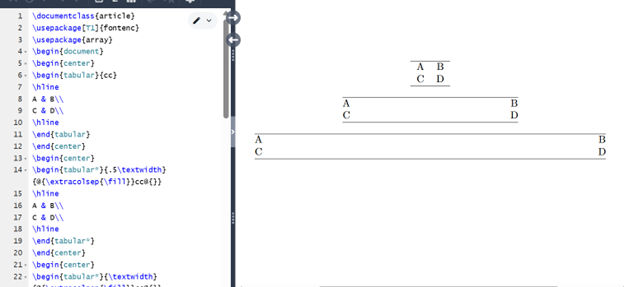 1 \documentclass{article}
2 \usepackage[T1]{fontenc}
3 \usepackage{array}
4 \begin{document}
5 \begin{center}
6 \begin{tabular}{cc}
7 \hline
8 A & B\\
9 C & D\\
10 \hline
11 \end{tabular}
12 \end{center}
13 \begin{center}
14 \begin{tabular*}{.5\textwidth}
{@{\extracolsep{\fill}}cc@{}}
15 \hline
16 A & B\\
17 C & D\\
18 \hline
19 \end{tabular*}
20 \end{center}
21 \begin{center}
22 \begin{tabular*}{\textwidth}
{@{\extracolsep{\fill}}cc@{}}
A B
C D
A B
C D
A B
C D